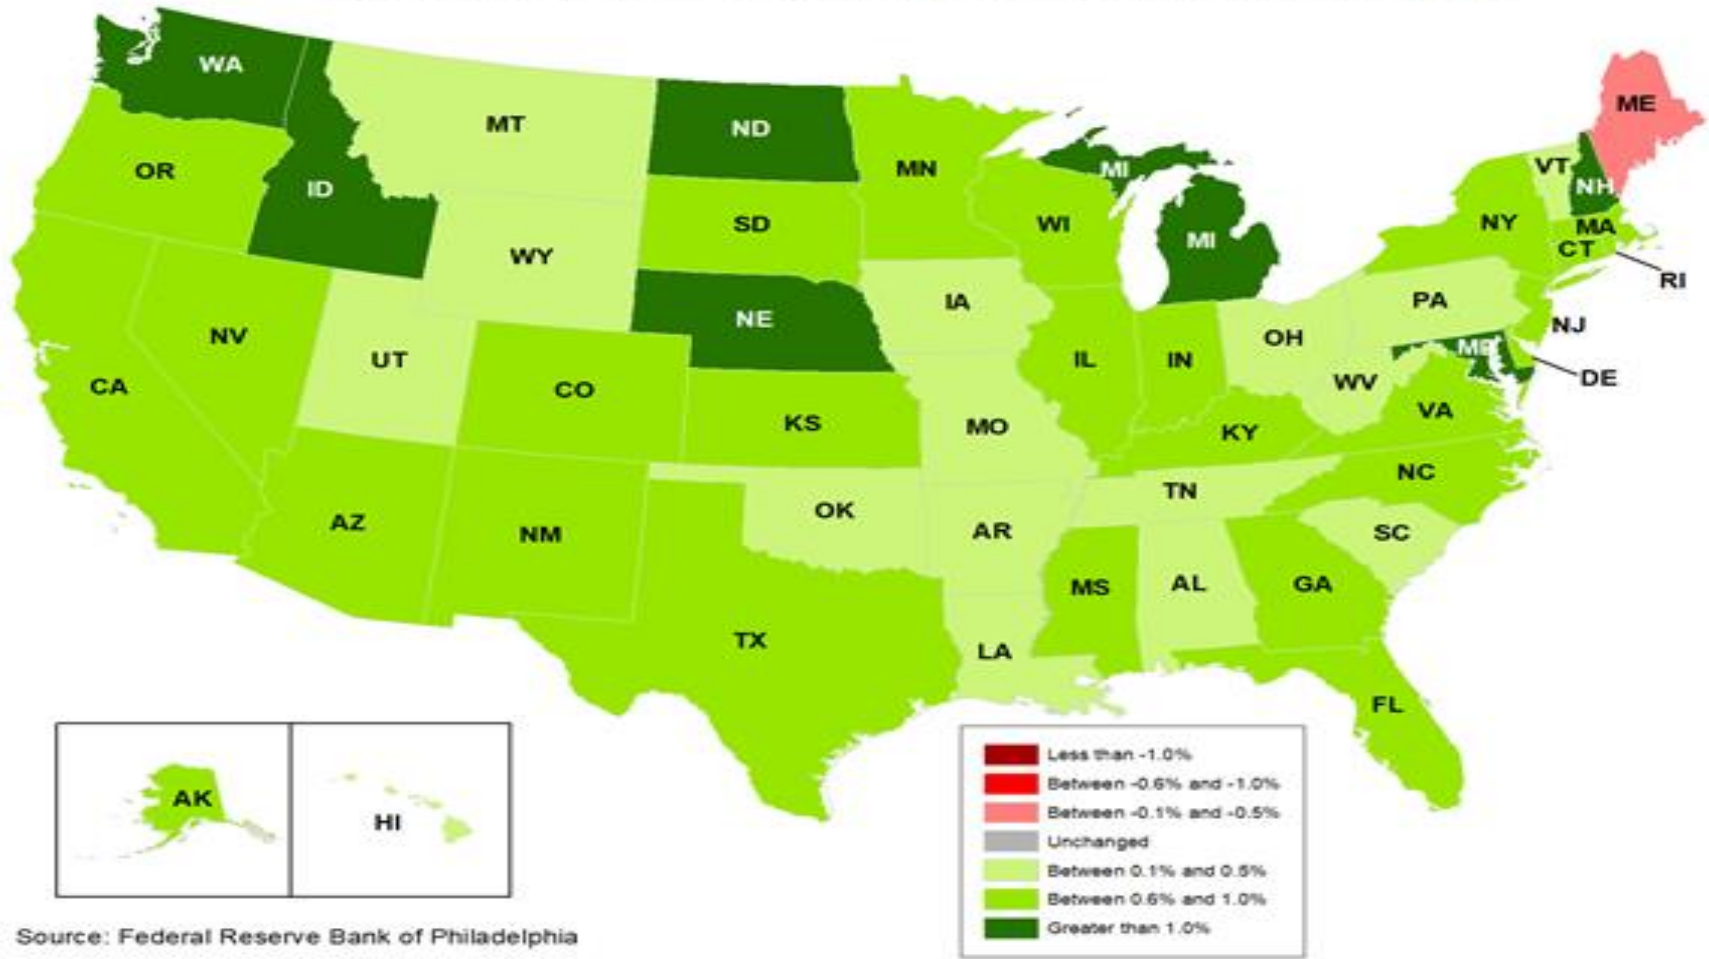 WA
ME
MT
ND
MN
MI
VT
NH
OR
ID
SD
WI
MI
NY
MA
CT
WY
RI
IA
PA
NE
NV
OH
NJ
UT
IL
IN
MD
CA
CO
WV
DE
KS
MO
KY
VA
NC
TN
AZ
NM
OK
AR
SC
MS
AL
GA
TX
LA
FL
AK
HI
Less than -1.0%
Between -0.6% and -1.0%
Between -0.1% and -0.5%
Unchanged
Between 0.1% and 0.5%
Between 0.6% and 1.0%
Greater than 1.0%
Source: Federal Reserve Bank of Philadelphia